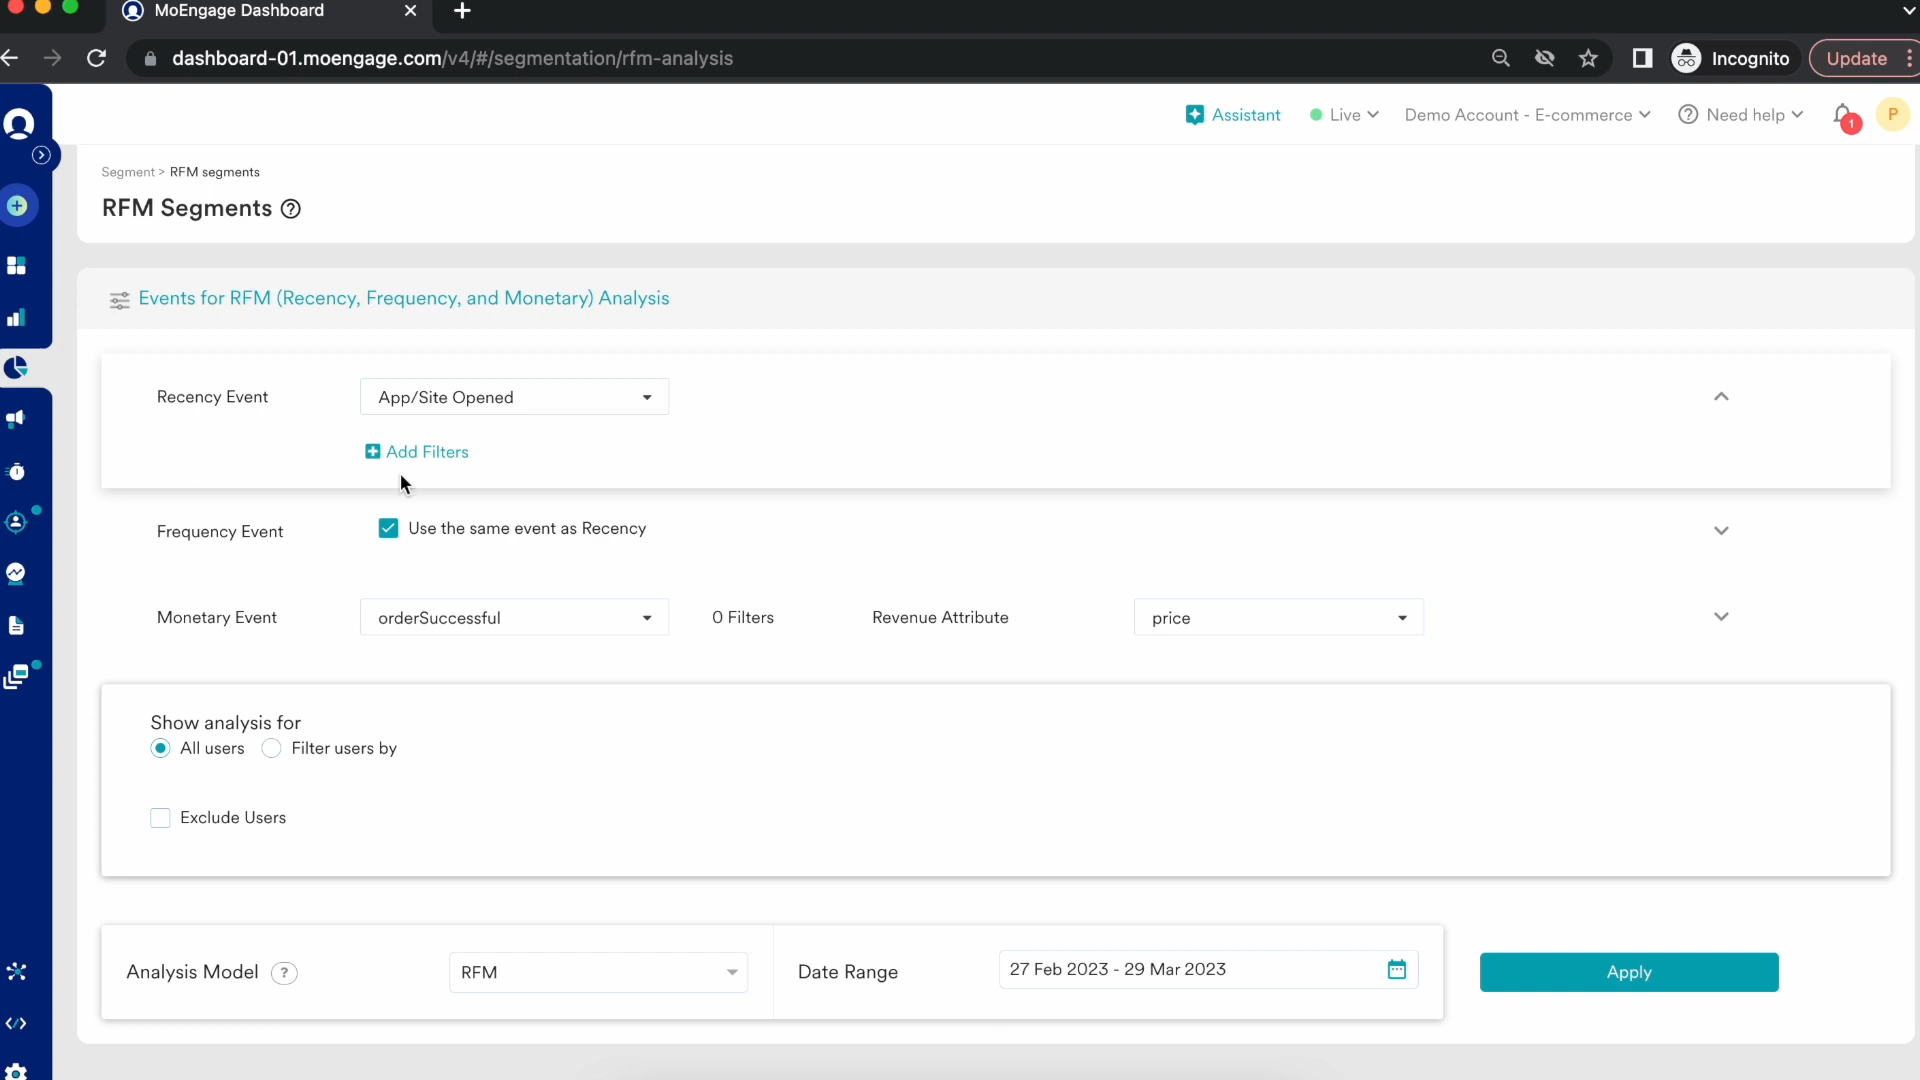 MoEngage Dashboard
dashboard-01.moengage.com/v4/#/segmentation/rfm-analysis
Incognito
Update
Assistant
Live
Demo Account - E-commerce
Need help
1
P
Segment > RFM segments
RFM Segments
Events for RFM (Recency, Frequency, and Monetary) Analysis
Recency Event
App/Site Opened
Add Filters
Frequency Event
Use the same event as Recency
Monetary Event
orderSuccessful
0 Filters
Revenue Attribute
price
Show analysis for
All users
Filter users by
Exclude Users
Analysis Model
RFM
Date Range
27 Feb 2023 - 29 Mar 2023
Apply